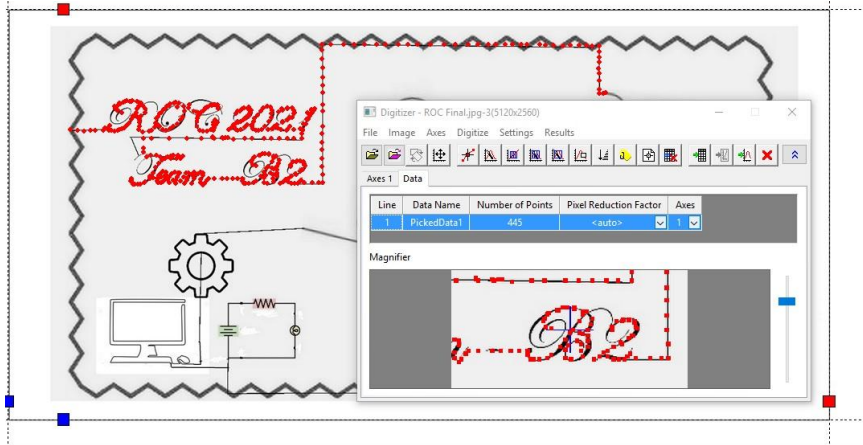 ROC 2021
Team B2
Digitizer - ROC Final.jpg-3(5120x2560)
File Image Axes Digitize Settings Results
Axes 1 Data
Line Data Name Number of Points Pixel Reduction Factor Axes
1 PickedData1 445 <auto> 1
Magnifier
B2